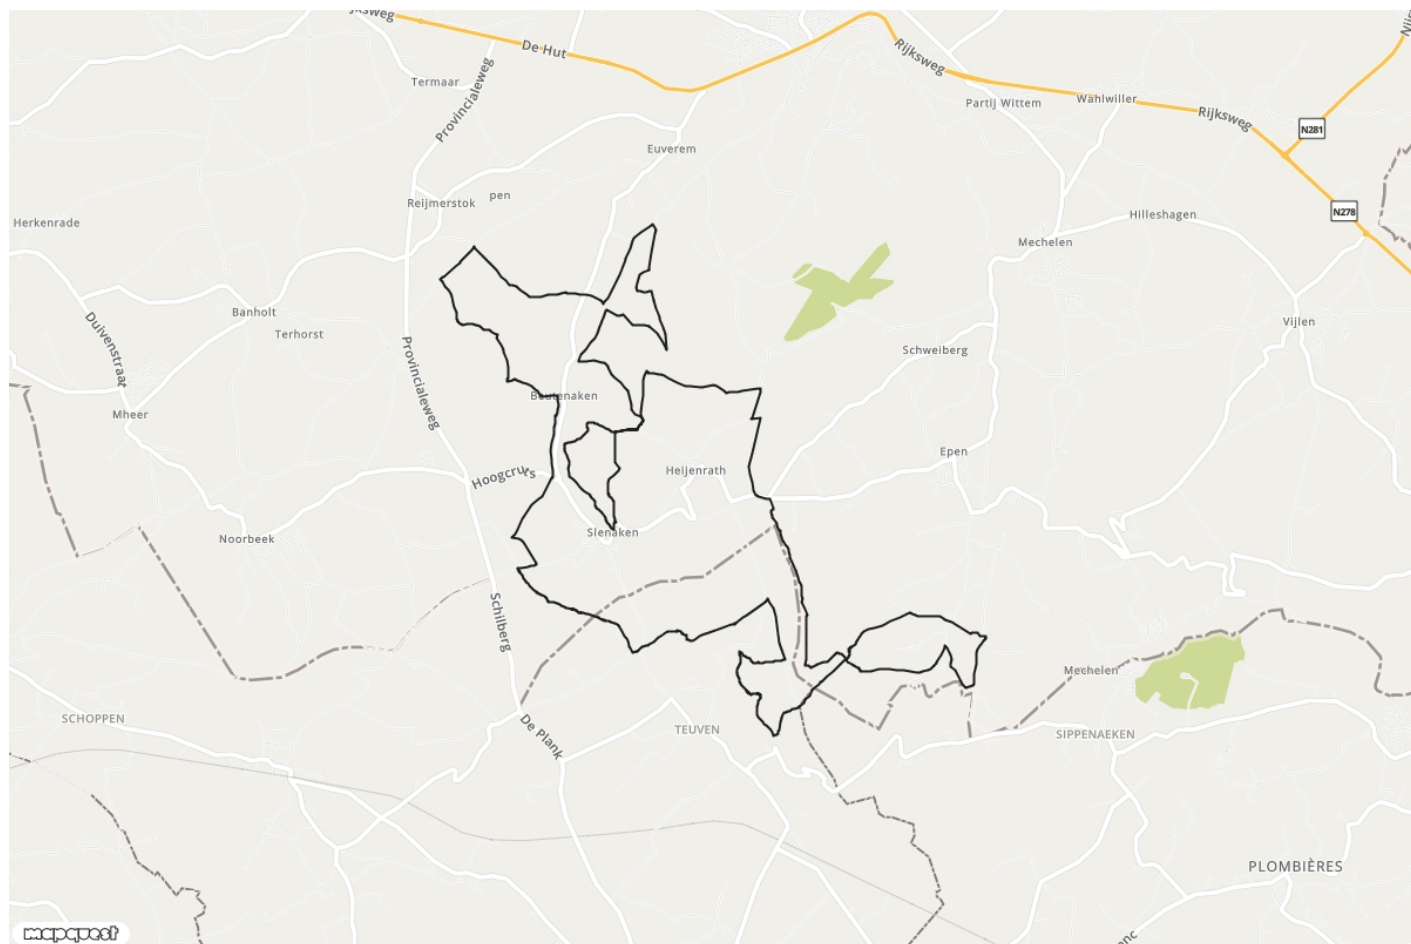 Rijksweg
De Hut
Rijksweg
Termaar
Provincialeweg
Partij Wittem
Wahlwiller
Rijksweg
N281
Euverem
pen
Reijmerstok
N278
Herkenrade
Hilleshagen
Mechelen
Banholt
Terhorst
Duivenstraat
Vijlen
Schweiberg
Provincialeweg
Beutenaken
Mheer
Epen
Heijenrath
Hoogcruts
Slenaken
Noorbeek
Schilberg
Mechelen
SCHOPPEN
De Plank
TEUVEN
SIPPENAEKEN
PLOMBIÈRES
mapquest